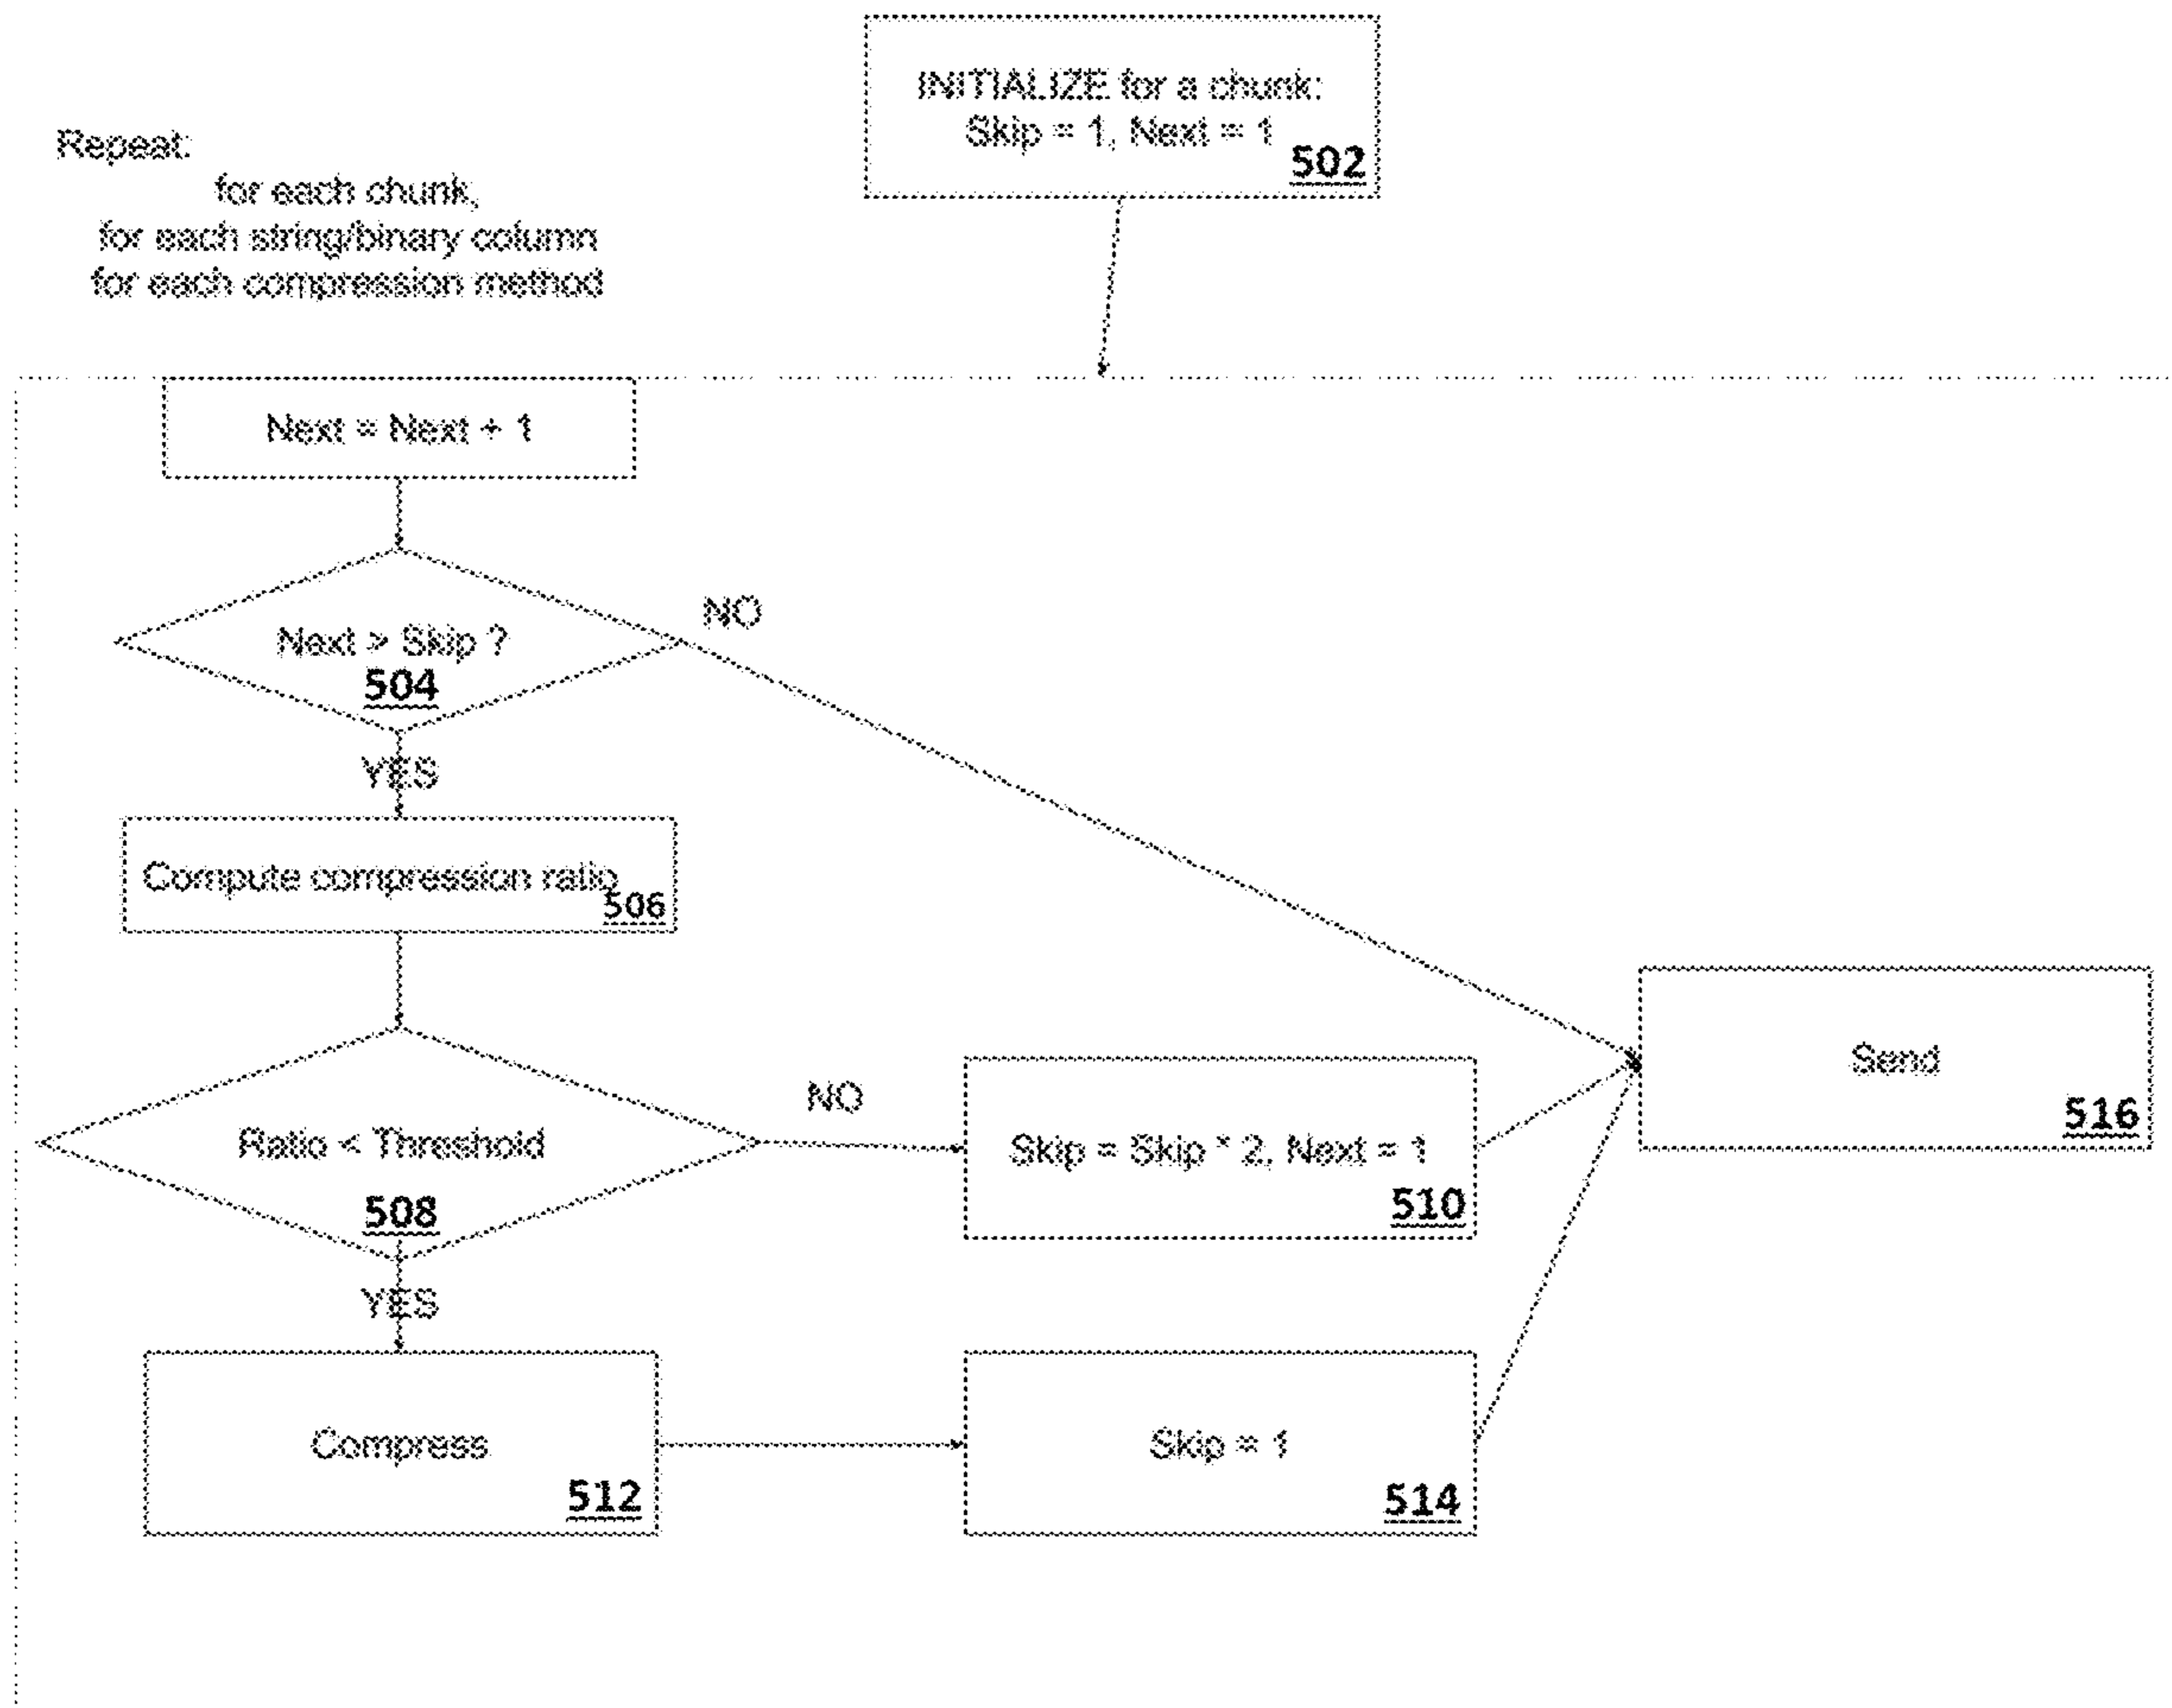 INITIALIZE for a chunk:
Skip = 1, Next = 1
502
Repeat:
for each chunk,
for each string/binary column
for each compression method
Next = Next + 1
Next > Skip ?
504
NO
YES
Compute compression ratio
506
Ratio < Threshold
508
NO
Skip = Skip * 2, Next = 1
510
Send
516
YES
Compress
512
Skip = 1
514